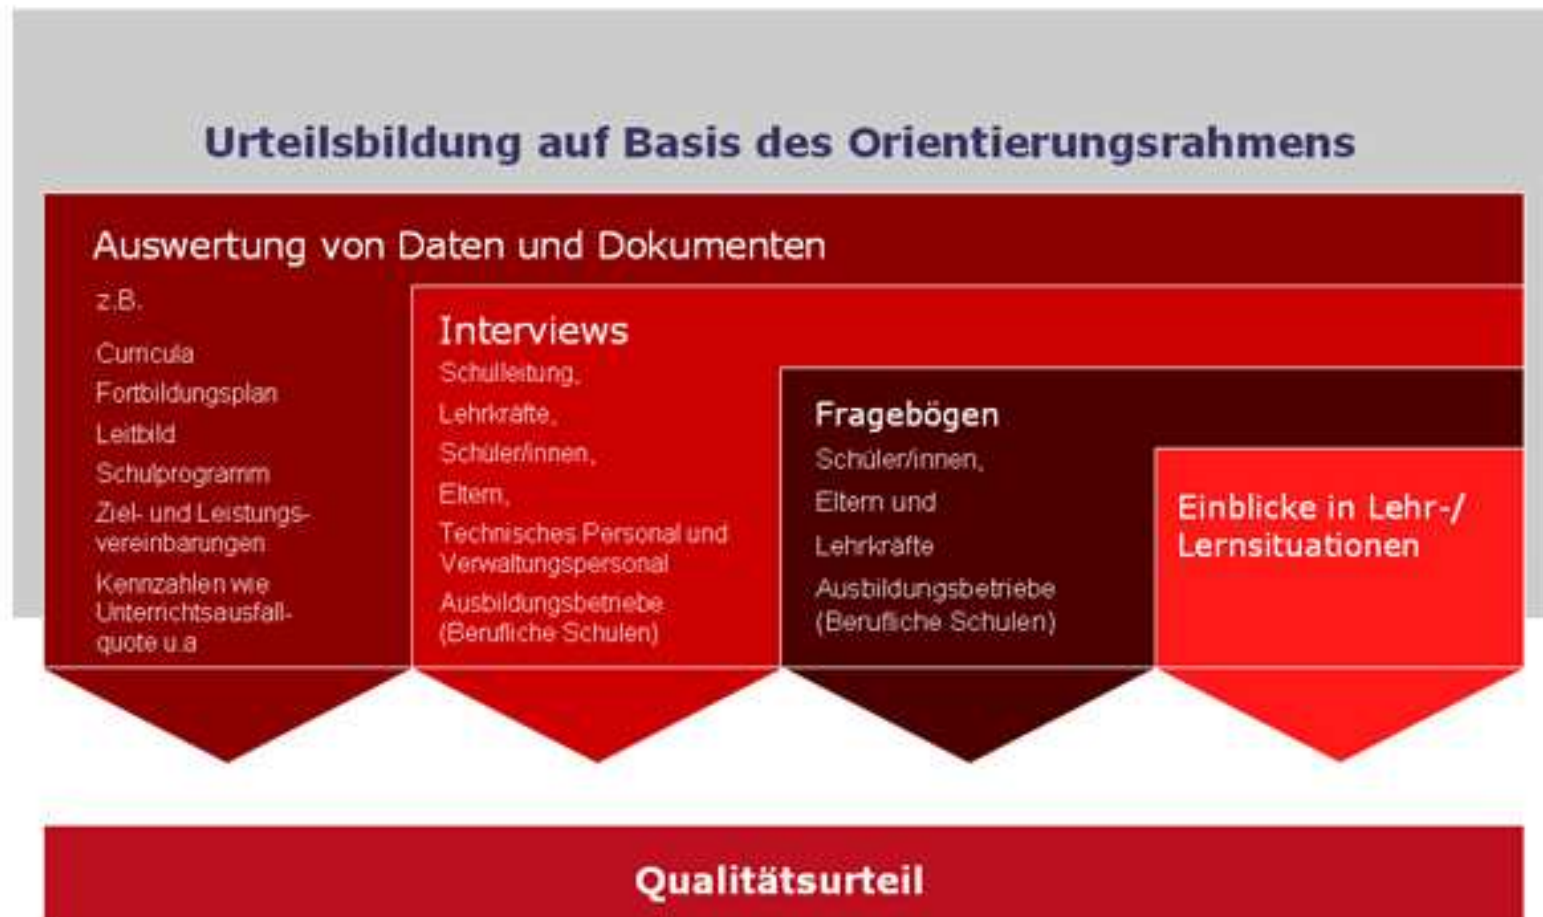 Urteilsbildung auf Basis des Orientierungsrahmens
Auswertung von Daten und Dokumenten
z.B.
Curricula
Fortbildungsplan
Leitbild
Schulprogramm
Ziel- und Leistungs-
vereinbarungen
Kennzahlen wie
Unterrichtsausfall-
quote u.a
Interviews
Schulleitung,
Lehrkräfte,
Schüler/innen,
Eltern,
Technisches Personal und
Verwaltungspersonal
Ausbildungsbetriebe
(Berufliche Schulen)
Fragebögen
Schüler/innen,
Eltern und
Lehrkräfte
Ausbildungsbetriebe
(Berufliche Schulen)
Einblicke in Lehr-/
Lernsituationen
Qualitätsurteil